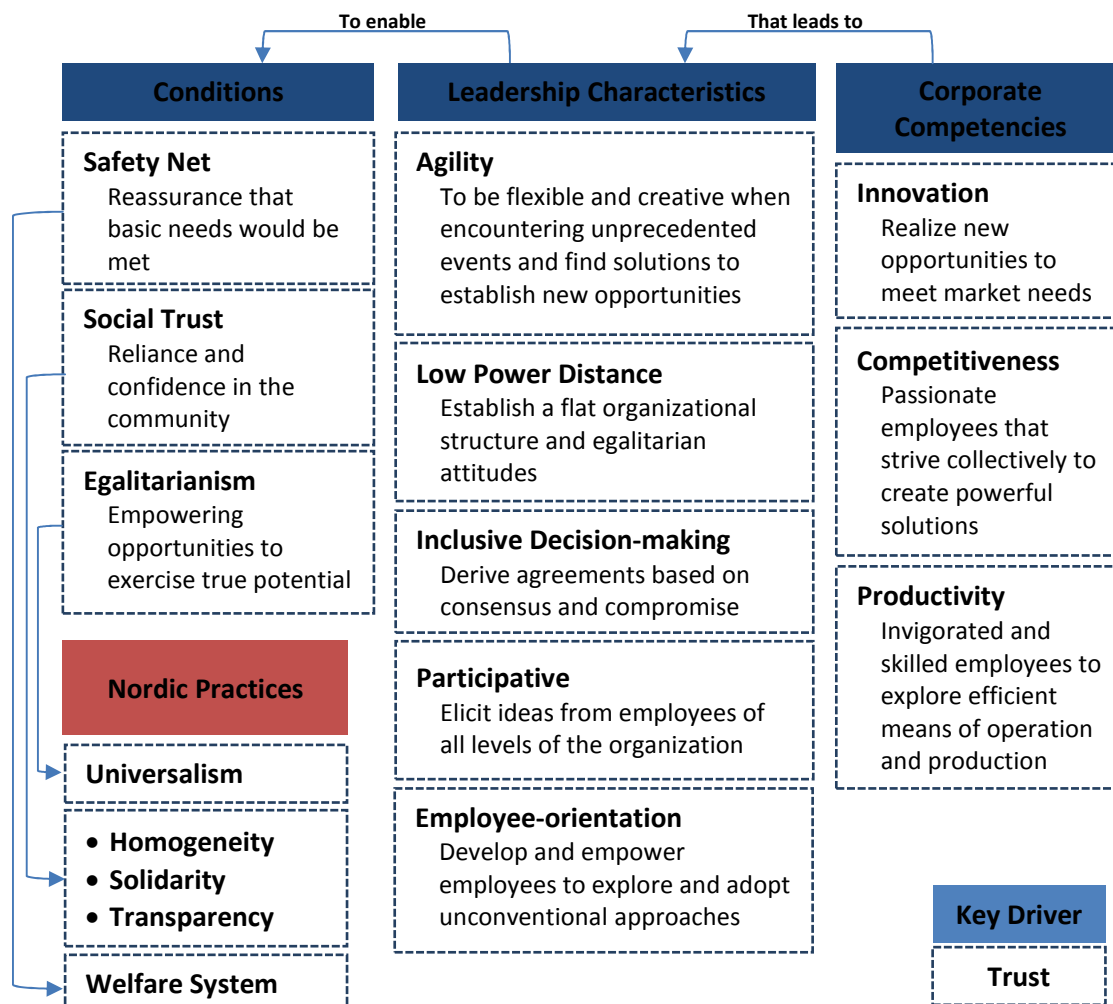 To enable
That leads to
Conditions
Safety Net
Reassurance that
basic needs would be
met
Social Trust
Reliance and
confidence in the
community
Egalitarianism
Empowering
opportunities to
exercise true potential
Nordic Practices
Universalism
• Homogeneity
• Solidarity
• Transparency
Welfare System
Leadership Characteristics
Agility
To be flexible and creative when
encountering unprecedented
events and find solutions to
establish new opportunities
Low Power Distance
Establish a flat organizational
structure and egalitarian
attitudes
Inclusive Decision-making
Derive agreements based on
consensus and compromise
Participative
Elicit ideas from employees of
all levels of the organization
Employee-orientation
Develop and empower
employees to explore and adopt
unconventional approaches
Corporate
Competencies
Innovation
Realize new
opportunities to
meet market needs
Competitiveness
Passionate
employees that
strive collectively to
create powerful
solutions
Productivity
Invigorated and
skilled employees to
explore efficient
means of operation
and production
Key Driver
Trust